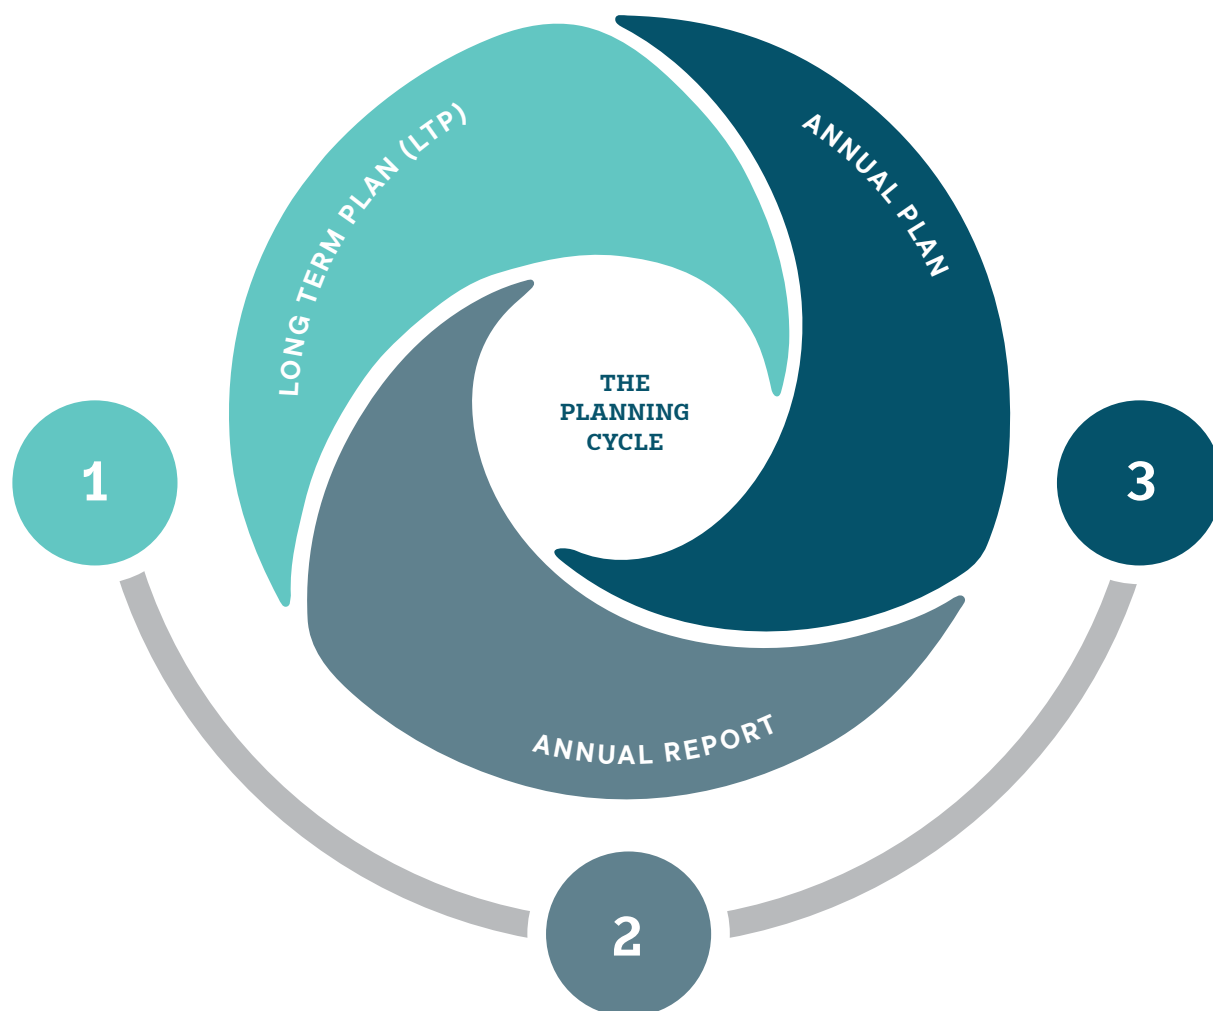 LONG TERM PLAN (LTP)
ANNUAL PLAN
THE
PLANNING
CYCLE
1
3
ANNUAL REPORT
2